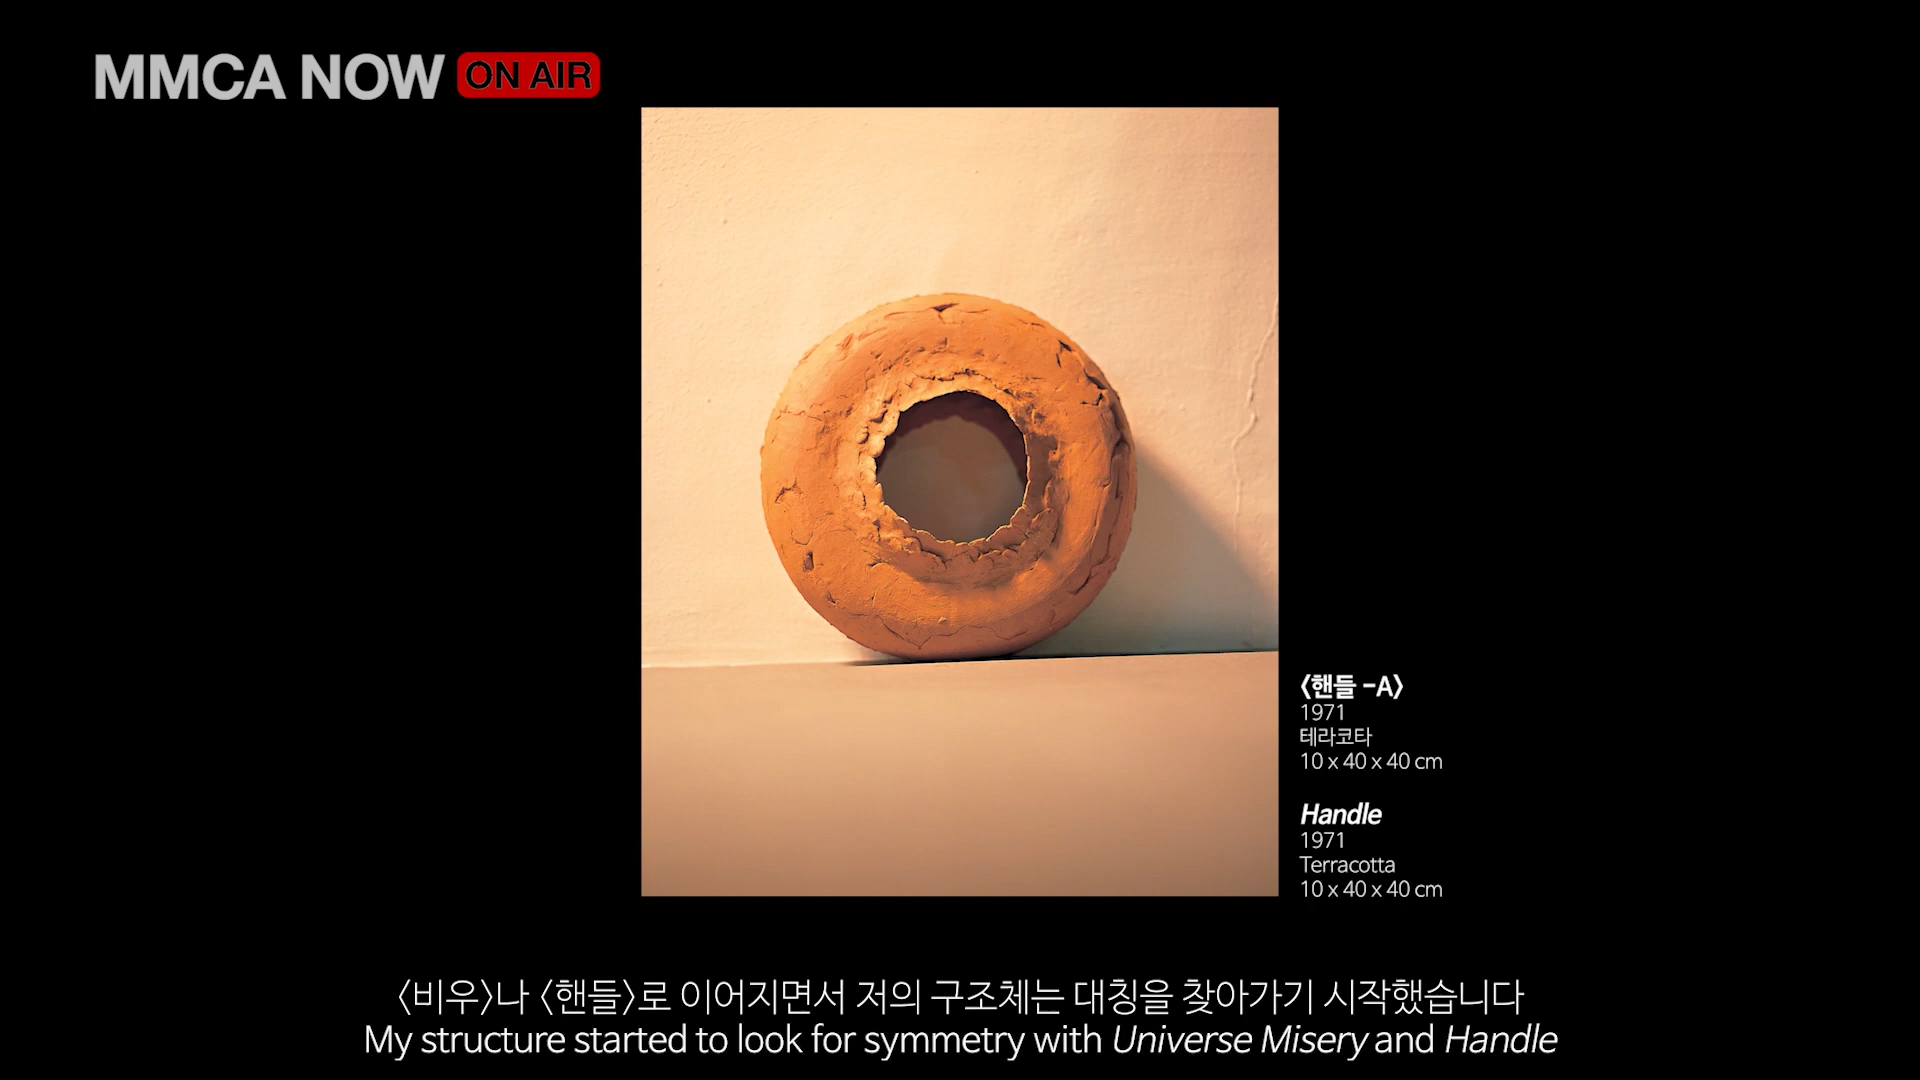 MMCA NOW ON AIR
〈핸들 -A〉
1971
테라코타
10 x 40 x 40 cm
Handle
1971
Terracotta
10 x 40 x 40 cm
〈비우〉나 〈핸들〉로 이어지면서 저의 구조체는 대칭을 찾아가기 시작했습니다
My structure started to look for symmetry with Universe Misery and Handle